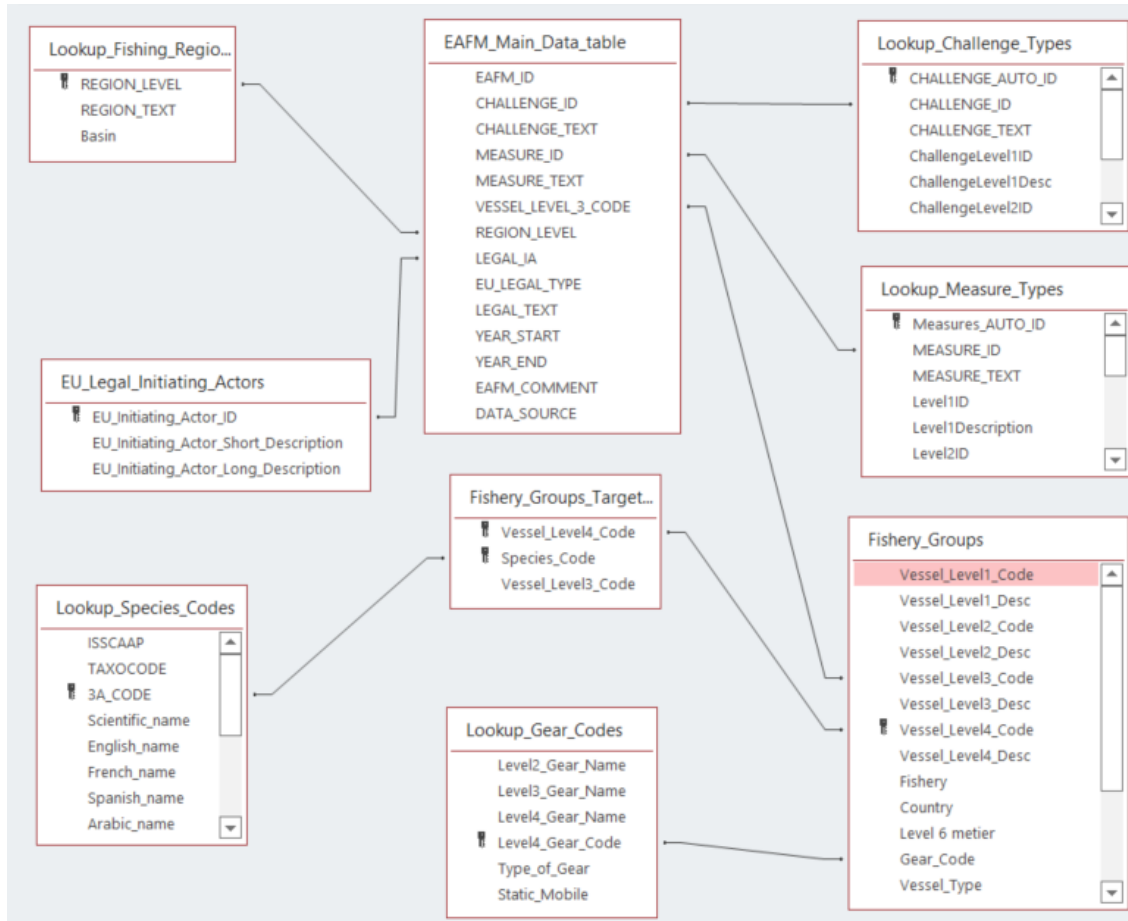 Lookup_Fishing_Regio...
REGION_LEVEL
REGION_TEXT
Basin
EAFM_Main_Data_table
EAFM_ID
CHALLENGE_ID
CHALLENGE_TEXT
MEASURE_ID
MEASURE_TEXT
VESSEL_LEVEL_3_CODE
REGION_LEVEL
LEGAL_IA
EU_LEGAL_TYPE
LEGAL_TEXT
YEAR_START
YEAR_END
EAFM_COMMENT
DATA_SOURCE
Lookup_Challenge_Types
CHALLENGE_AUTO_ID
CHALLENGE_ID
CHALLENGE_TEXT
ChallengeLevel1ID
ChallengeLevel1Desc
ChallengeLevel2ID
Lookup_Measure_Types
Measures_AUTO_ID
MEASURE_ID
MEASURE_TEXT
Level1ID
Level1Description
Level2ID
EU_Legal_Initiating_Actors
EU_Initiating_Actor_ID
EU_Initiating_Actor_Short_Description
EU_Initiating_Actor_Long_Description
Fishery_Groups_Target...
Vessel_Level4_Code
Species_Code
Vessel_Level3_Code
Fishery_Groups
Vessel_Level1_Code
Vessel_Level1_Desc
Vessel_Level2_Code
Vessel_Level2_Desc
Vessel_Level3_Code
Vessel_Level3_Desc
Vessel_Level4_Code
Vessel_Level4_Desc
Fishery
Country
Level 6 metier
Gear_Code
Vessel_Type
Lookup_Species_Codes
ISSCAAP
TAXOCODE
3A_CODE
Scientific_name
English_name
French_name
Spanish_name
Arabic_name
Lookup_Gear_Codes
Level2_Gear_Name
Level3_Gear_Name
Level4_Gear_Name
Level4_Gear_Code
Type_of_Gear
Static_Mobile